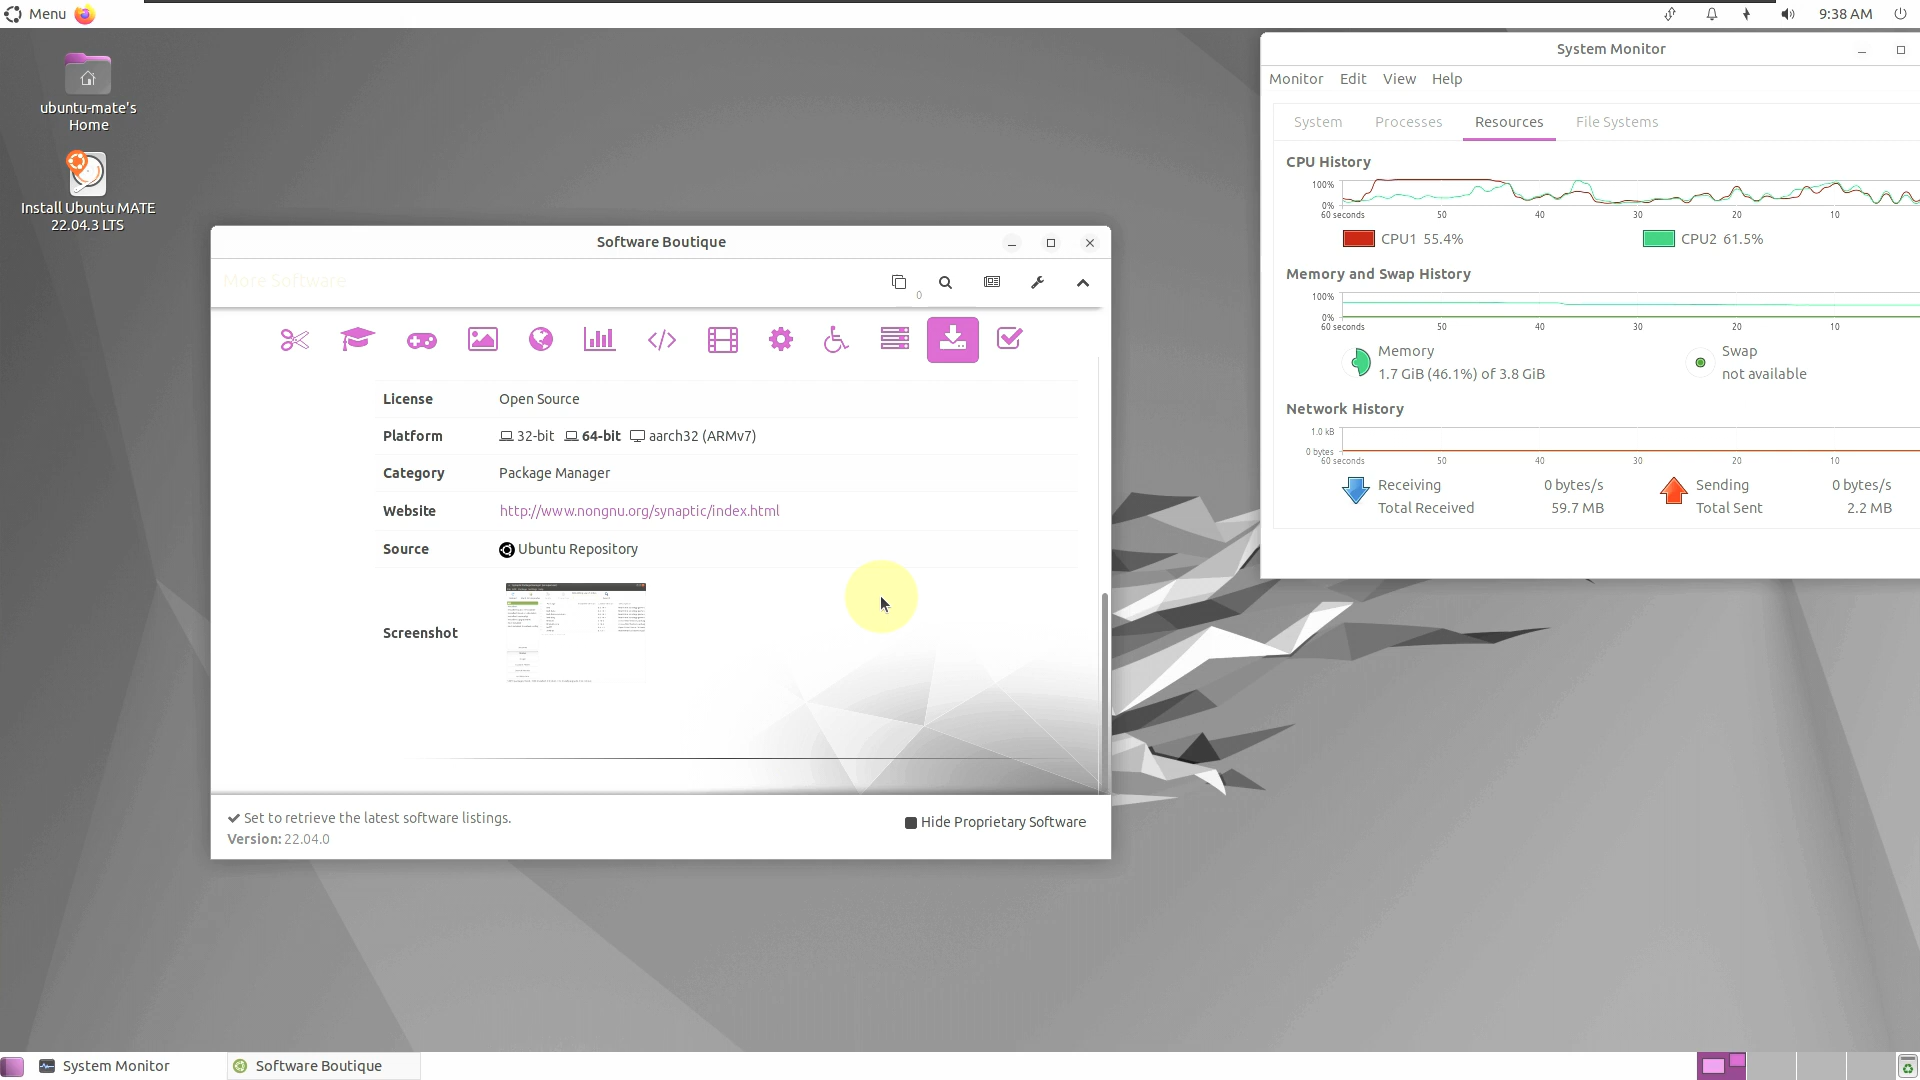 Menu
9:38 AM
ubuntu-mate's
Home
Install Ubuntu MATE
22.04.3 LTS
Software Boutique
More Software
0
License Open Source
Platform 32-bit 64-bit aarch32 (ARMv7)
Category Package Manager
Website http://www.nongnu.org/synaptic/index.html
Source Ubuntu Repository
Screenshot
Set to retrieve the latest software listings.
Version: 22.04.0
Hide Proprietary Software
System Monitor
Monitor Edit View Help
System Processes Resources File Systems
CPU History
100%
0%
60 seconds 50 40 30 20 10
CPU1 55.4% CPU2 61.5%
Memory and Swap History
100%
0%
60 seconds 50 40 30 20 10
Memory Swap
1.7 GiB (46.1%) of 3.8 GiB not available
Network History
1.0 kB
0 bytes
60 seconds 50 40 30 20 10
Receiving 0 bytes/s Sending 0 bytes/s
Total Received 59.7 MB Total Sent 2.2 MB
System Monitor Software Boutique